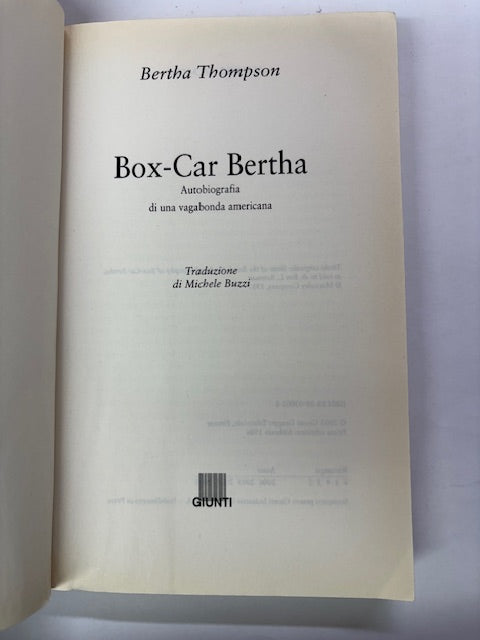 Bertha Thompson
Box-Car Bertha
Autobiografia
di una vagabonda americana
Traduzione
di Michele Buzzi
GIUNTI